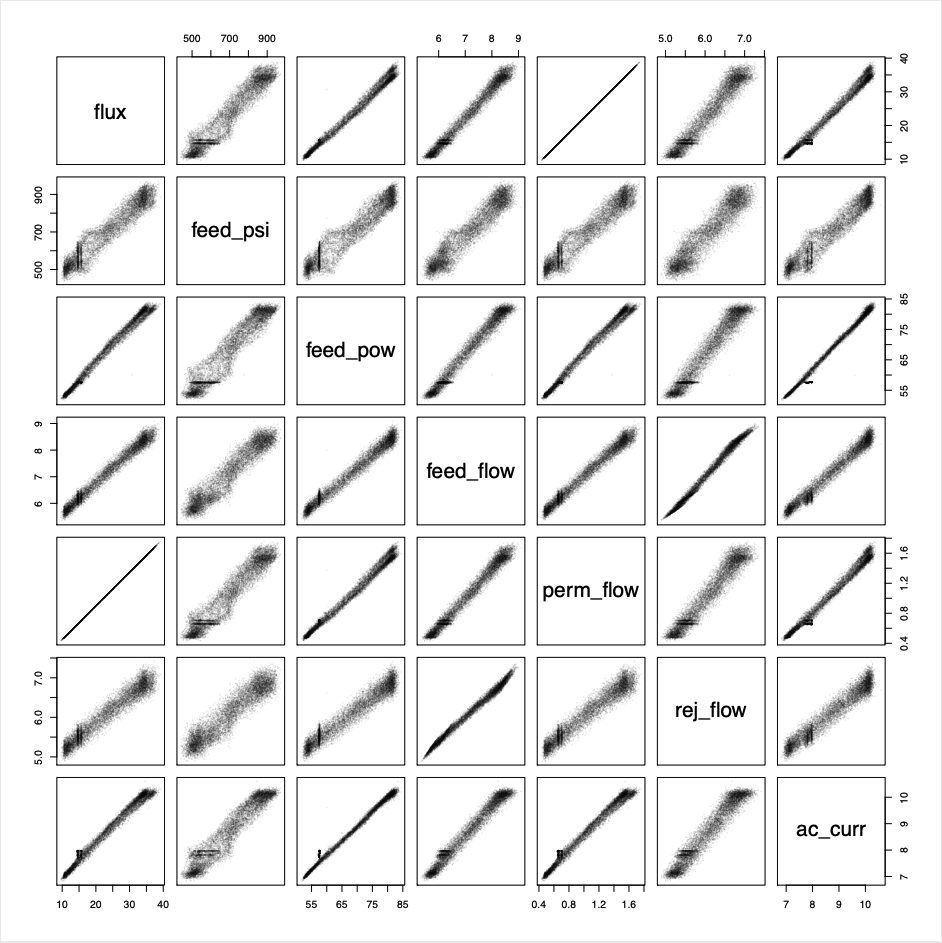 500 700 900 6 7 8 9 5.0 6.0 7.0
flux
10 20 30 40
500 700 900
feed_psi
feed_pow
55 65 75 85
6 7 8 9
feed_flow
perm_flow
0.4 0.8 1.2 1.6
5.0 6.0 7.0
rej_flow
ac_curr
7 8 9 10
10 20 30 40 55 65 75 85 0.4 0.8 1.2 1.6 7 8 9 10